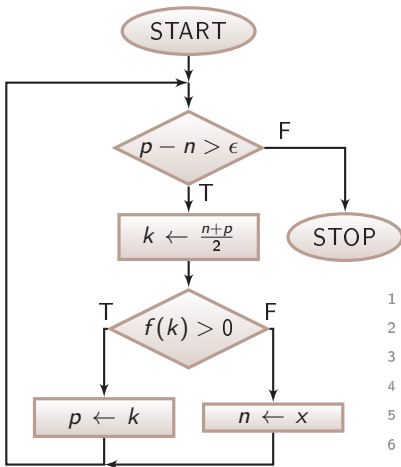 START
p − n > ϵ
F
T
k ← n+p/2
STOP
T
f(k) > 0
F
p ← k
n ← x
1
2
3
4
5
6